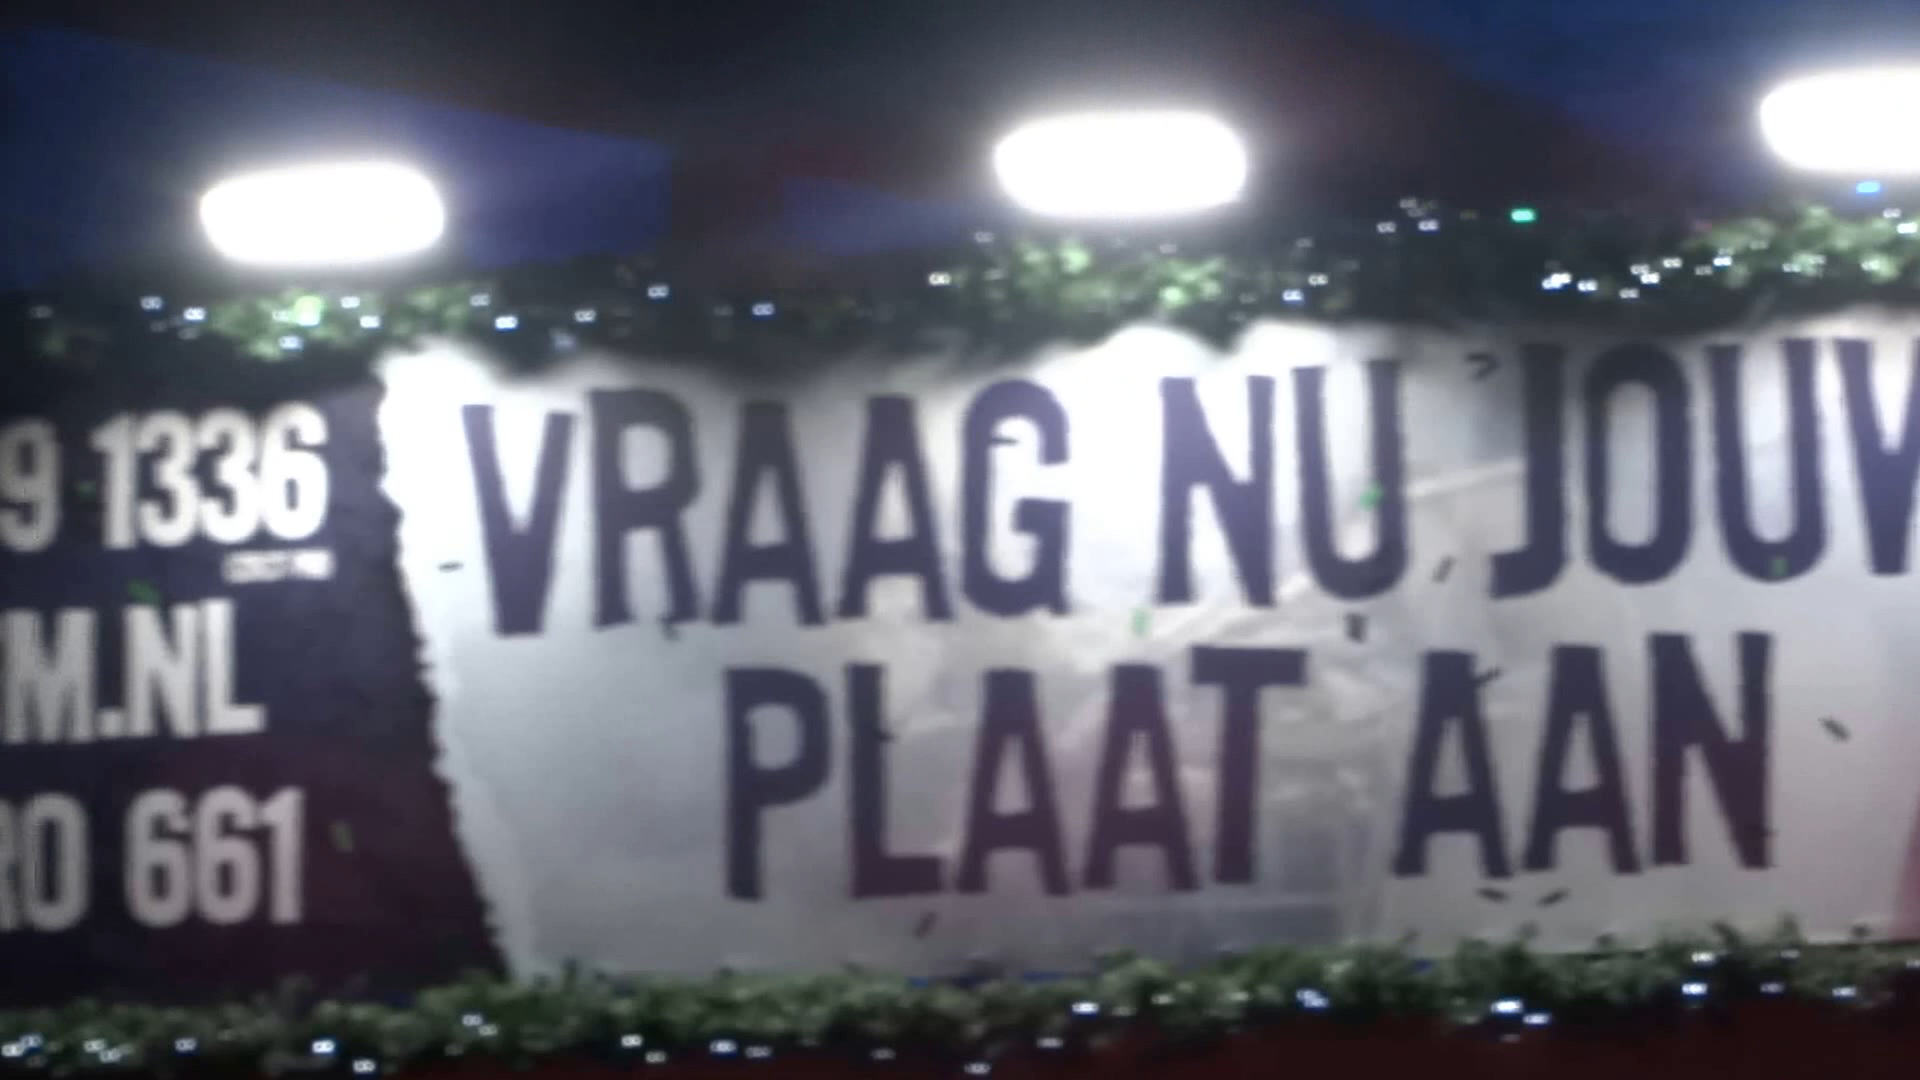 9 1336
M.NL
RO 661
VRAAG NU JOUW
PLAAT AAN